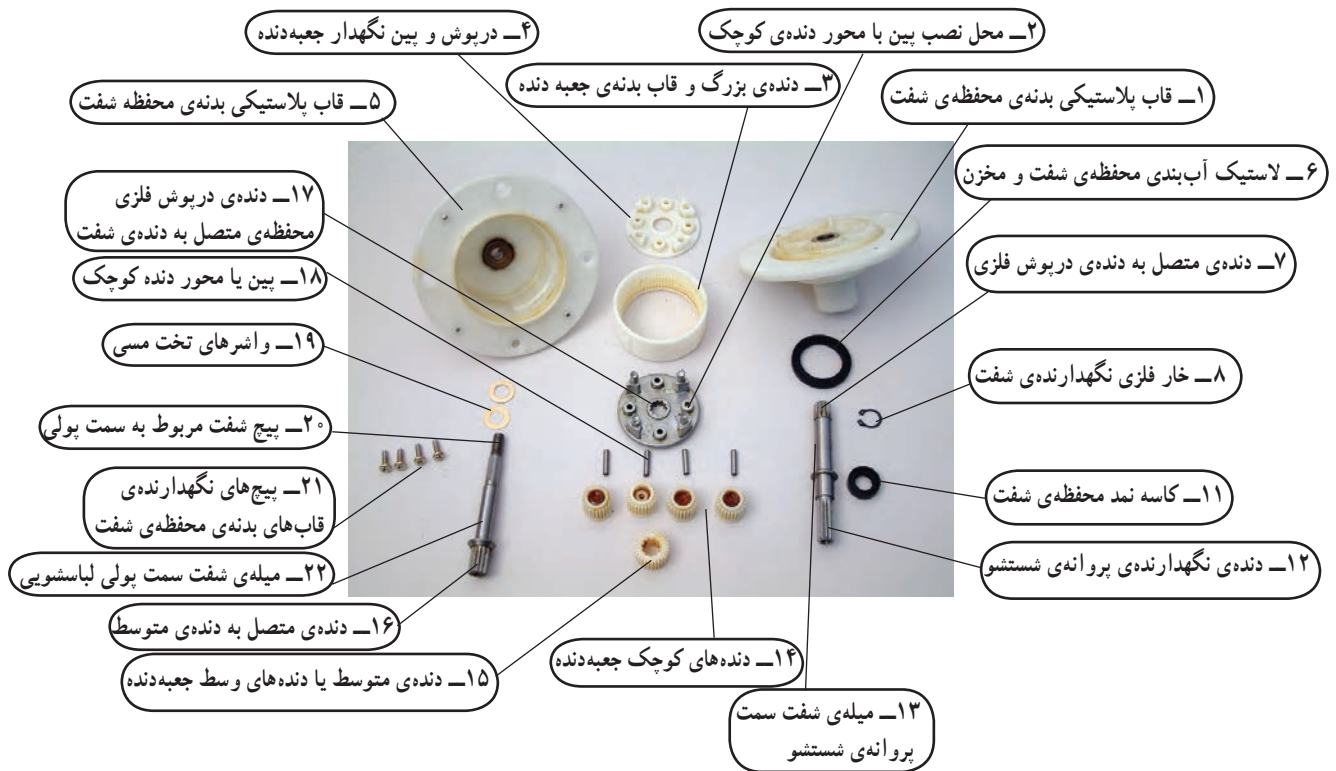 ۴ــ درپوش و پین نگهدار جعبه‌دنده
۲ــ محل نصب پین با محور دنده‌ی کوچک
۳ــ دنده‌ی بزرگ و قاب بدنه‌ی جعبه دنده
۵ــ قاب پلاستیکی بدنه‌ی محفظه شفت
۱ــ قاب پلاستیکی بدنه‌ی محفظه‌ی شفت
۶ــ لاستیک آب‌بندی محفظه‌ی شفت و مخزن
۱۷ــ دنده‌ی درپوش فلزی
محفظه‌ی متصل به دنده‌ی شفت
۷ــ دنده‌ی متصل به دنده‌ی درپوش فلزی
۱۸ــ پین یا محور دنده کوچک
۱۹ــ واشرهای تخت مسی
۸ــ خار فلزی نگهدارنده‌ی شفت
۲۰ــ پیچ شفت مربوط به سمت پولی
۲۱ــ پیچ‌های نگهدارنده‌ی
قاب‌های بدنه‌ی محفظه‌ی شفت
۱۱ــ کاسه نمد محفظه‌ی شفت
۲۲ــ میله‌ی شفت سمت پولی لباسشویی
۱۲ــ دنده‌ی نگهدارنده‌ی پروانه‌ی شستشو
۱۶ــ دنده‌ی متصل به دنده‌ی متوسط
۱۴ــ دنده‌های کوچک جعبه‌دنده
۱۵ــ دنده‌ی متوسط یا دنده‌های وسط جعبه‌دنده
۱۳ــ میله‌ی شفت سمت
پروانه‌ی شستشو